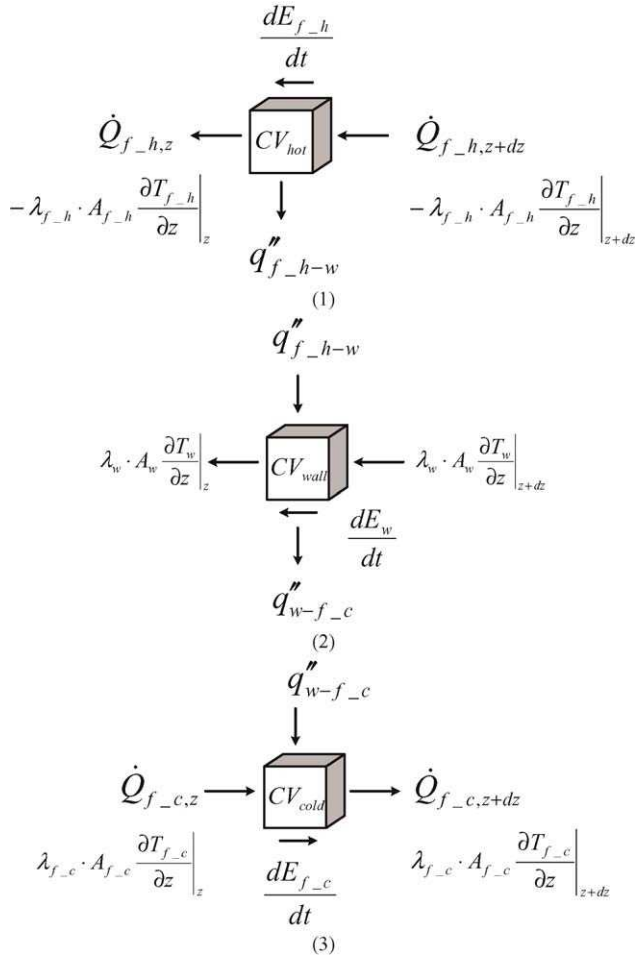 dE_{f_h}/dt
Q̇_{f_h,z} CV_{hot} Q̇_{f_h,z+dz}
−λ_{f_h}·A_{f_h} ∂T_{f_h}/∂z|_z −λ_{f_h}·A_{f_h} ∂T_{f_h}/∂z|_{z+dz}
q″_{f_h−w}
(1)
q″_{f_h−w}
λ_w·A_w ∂T_w/∂z|_z CV_{wall} λ_w·A_w ∂T_w/∂z|_{z+dz}
dE_w/dt
q″_{w−f_c}
(2)
q″_{w−f_c}
Q̇_{f_c,z} CV_{cold} Q̇_{f_c,z+dz}
λ_{f_c}·A_{f_c} ∂T_{f_c}/∂z|_z dE_{f_c}/dt λ_{f_c}·A_{f_c} ∂T_{f_c}/∂z|_{z+dz}
(3)